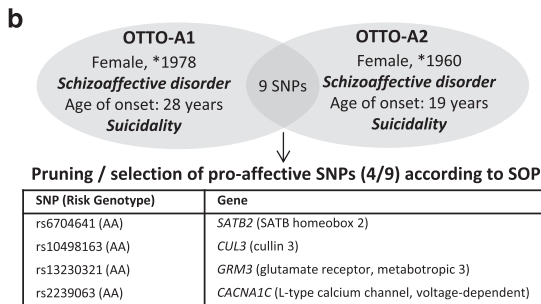 b
OTTO-A1
Female, *1978
Schizoaffective disorder
Age of onset: 28 years
Suicidality
9 SNPs
OTTO-A2
Female, *1960
Schizoaffective disorder
Age of onset: 19 years
Suicidality
Pruning / selection of pro-affective SNPs (4/9) according to SOP
SNP (Risk Genotype) Gene
rs6704641 (AA) SATB2 (SATB homeobox 2)
rs10498163 (AA) CUL3 (cullin 3)
rs13230321 (AA) GRM3 (glutamate receptor, metabotropic 3)
rs2239063 (AA) CACNA1C (L-type calcium channel, voltage-dependent)